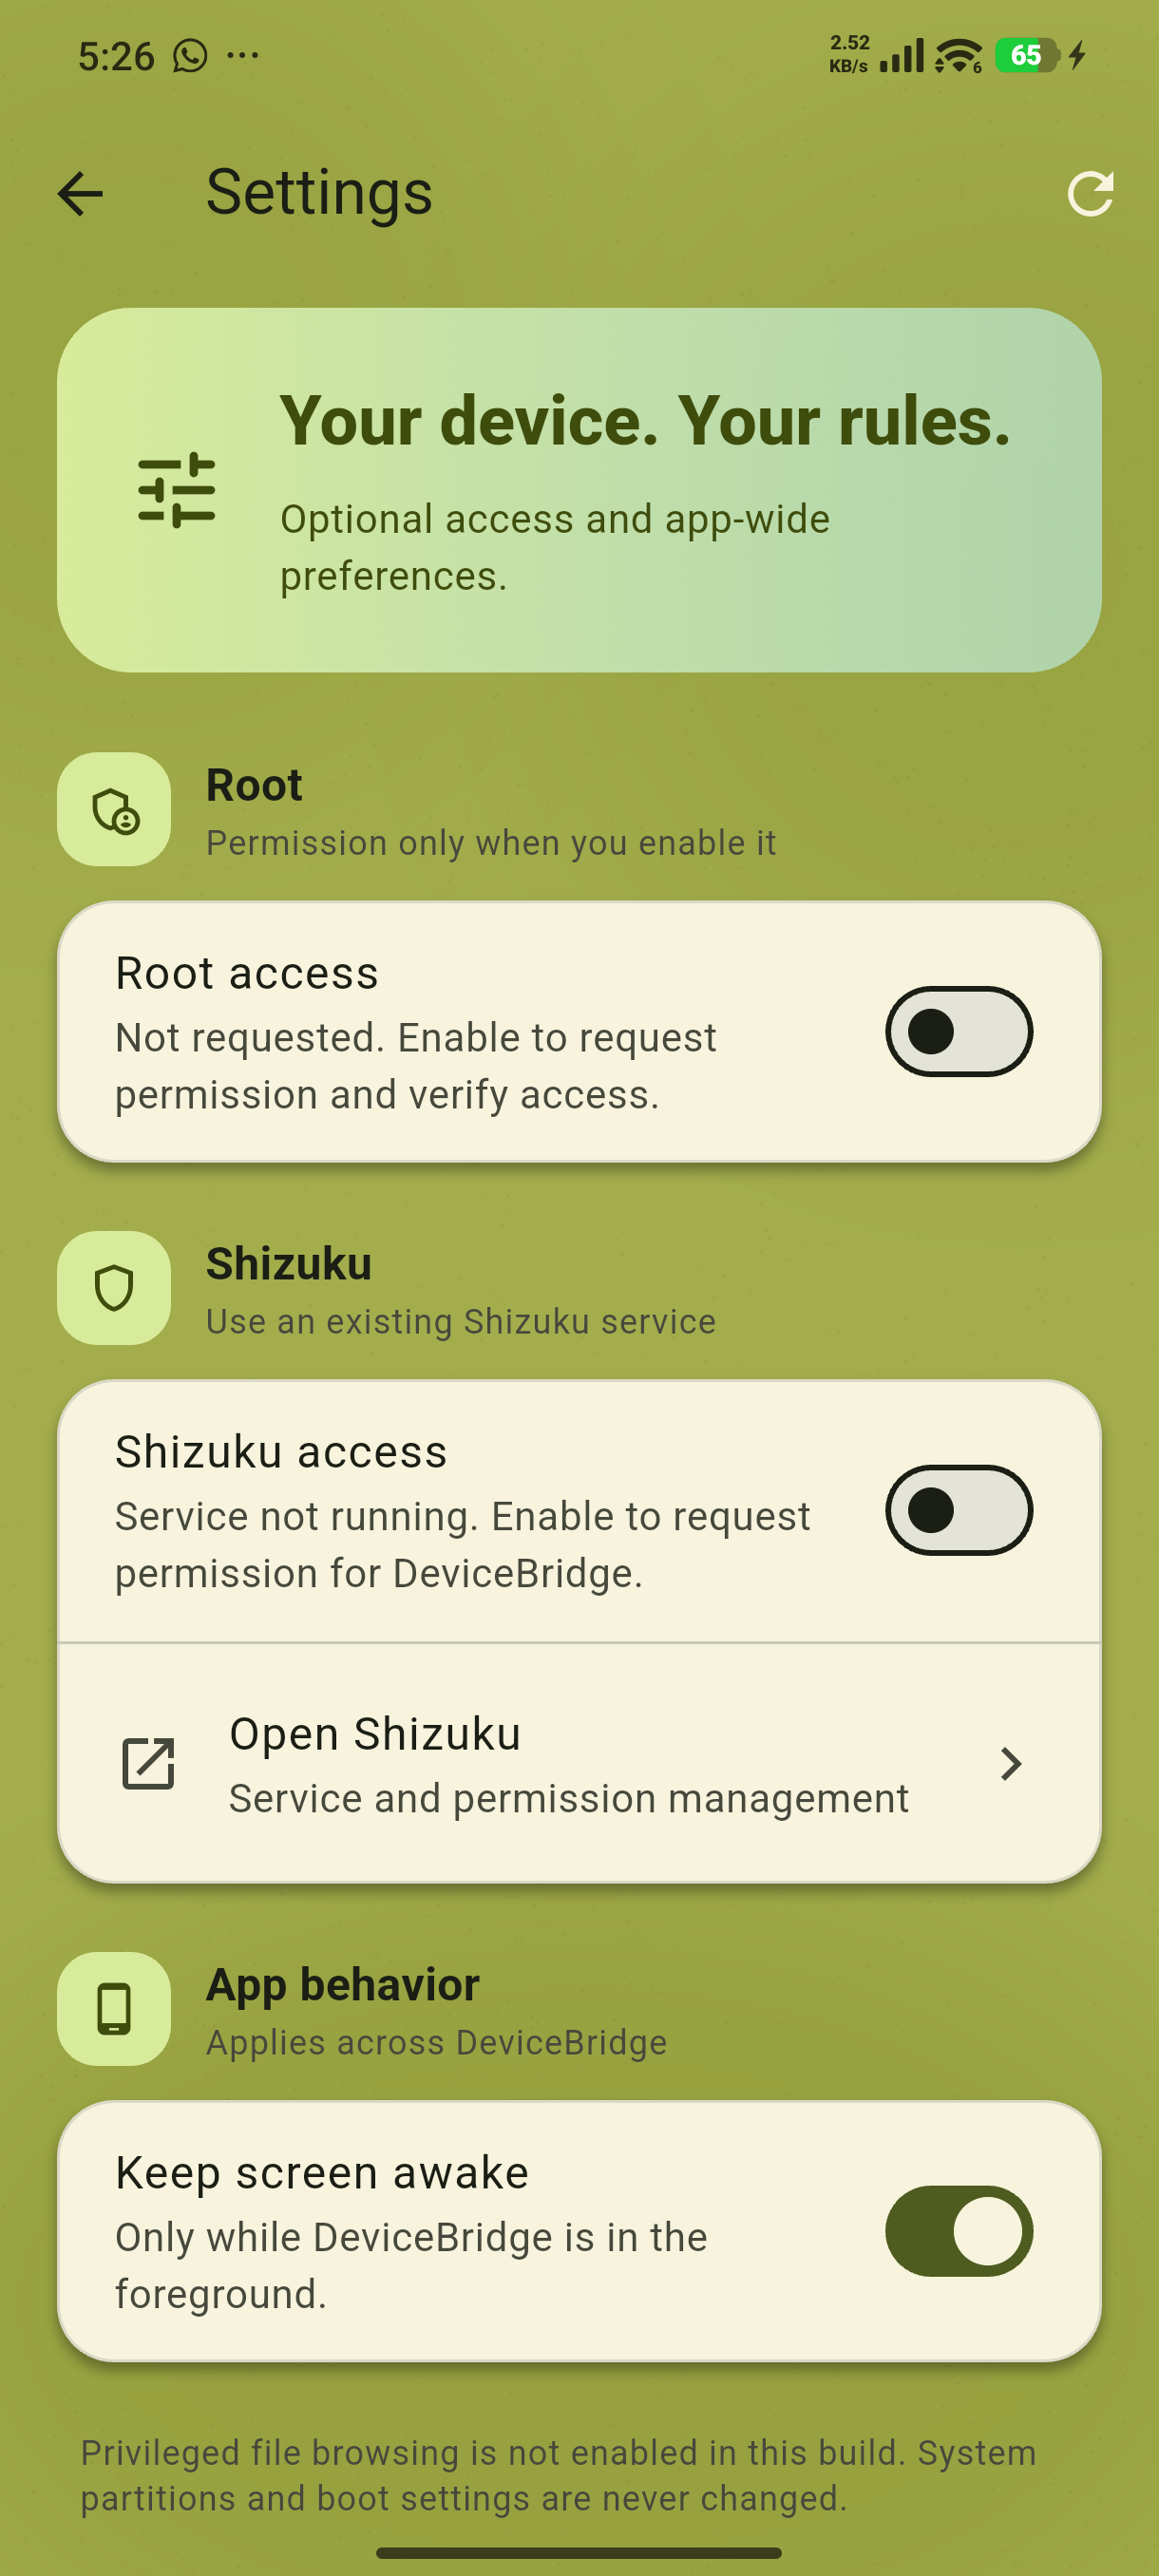 5:26
2.52
KB/s
6
65
Settings
Your device. Your rules.
Optional access and app-wide
preferences.
Root
Permission only when you enable it
Root access
Not requested. Enable to request
permission and verify access.
Shizuku
Use an existing Shizuku service
Shizuku access
Service not running. Enable to request
permission for DeviceBridge.
Open Shizuku
Service and permission management
App behavior
Applies across DeviceBridge
Keep screen awake
Only while DeviceBridge is in the
foreground.
Privileged file browsing is not enabled in this build. System
partitions and boot settings are never changed.